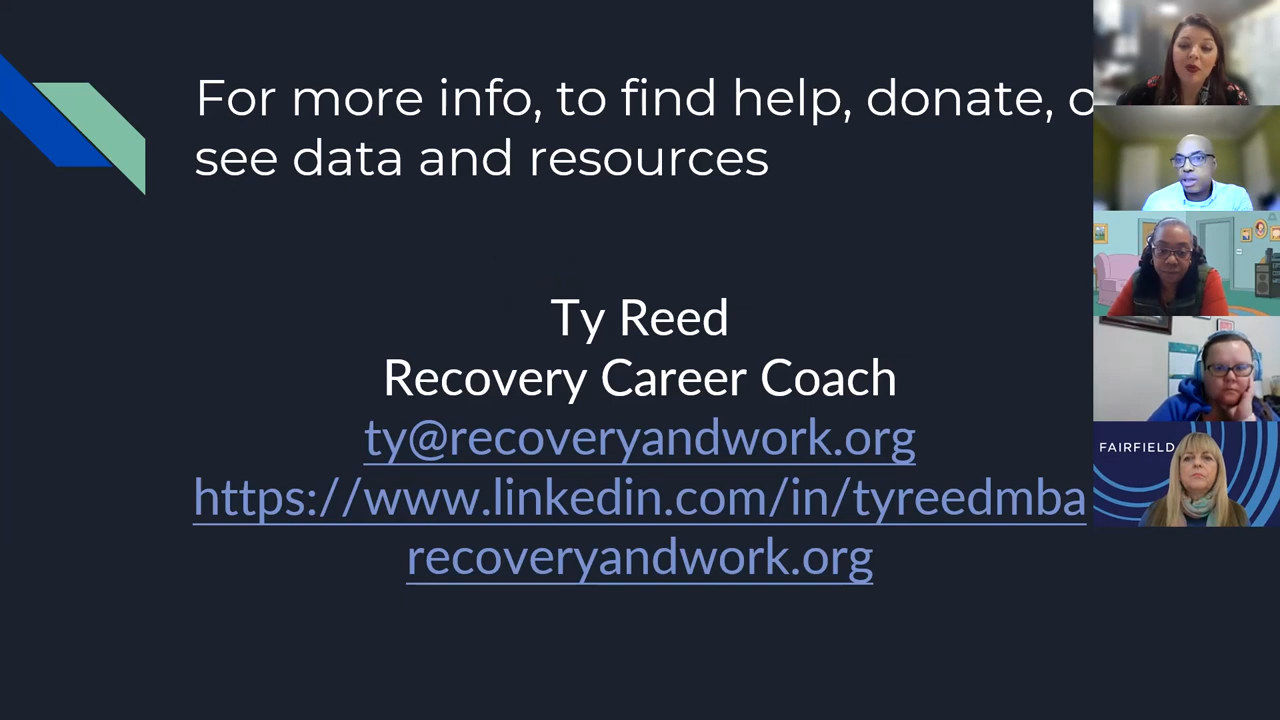 For more info, to find help, donate, o
see data and resources
Ty Reed
Recovery Career Coach
ty@recoveryandwork.org
https://www.linkedin.com/in/tyreedmba
recoveryandwork.org
FAIRFIELD